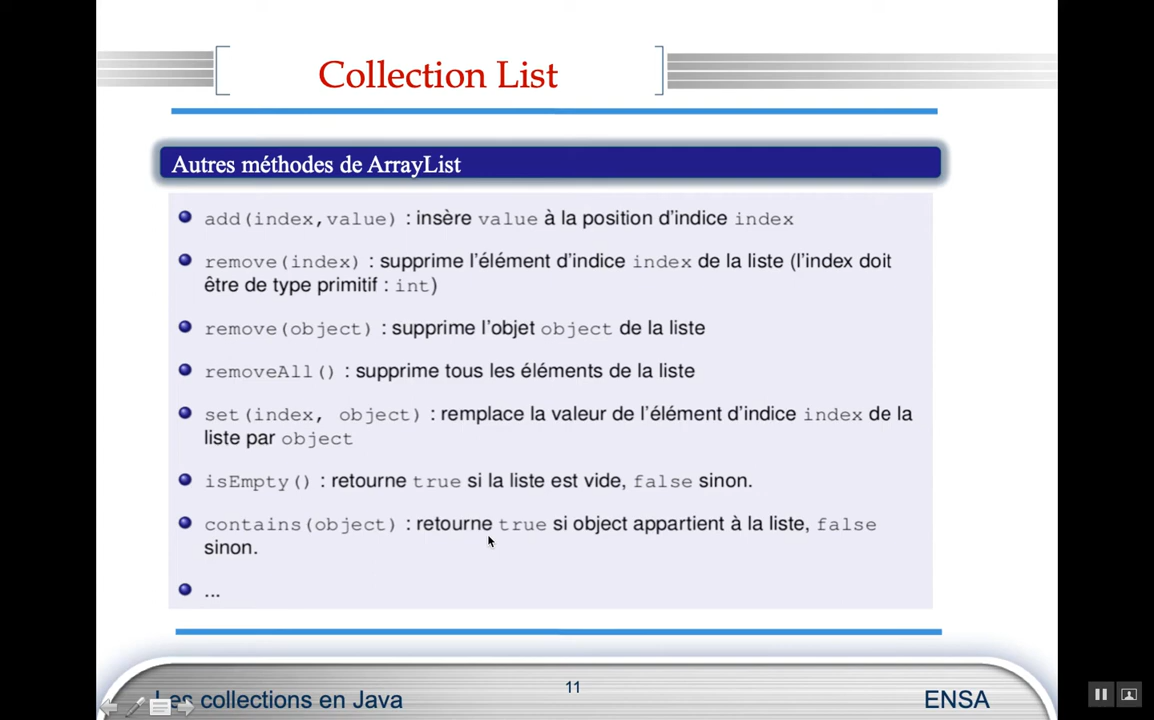 Collection List
Autres méthodes de ArrayList
add(index,value) : insère value à la position d'indice index
remove(index) : supprime l'élément d'indice index de la liste (l'index doit
être de type primitif : int)
remove(object) : supprime l'objet object de la liste
removeAll() : supprime tous les éléments de la liste
set(index, object) : remplace la valeur de l'élément d'indice index de la
liste par object
isEmpty() : retourne true si la liste est vide, false sinon.
contains(object) : retourne true si object appartient à la liste, false
sinon.
...
Les collections en Java
11
ENSA